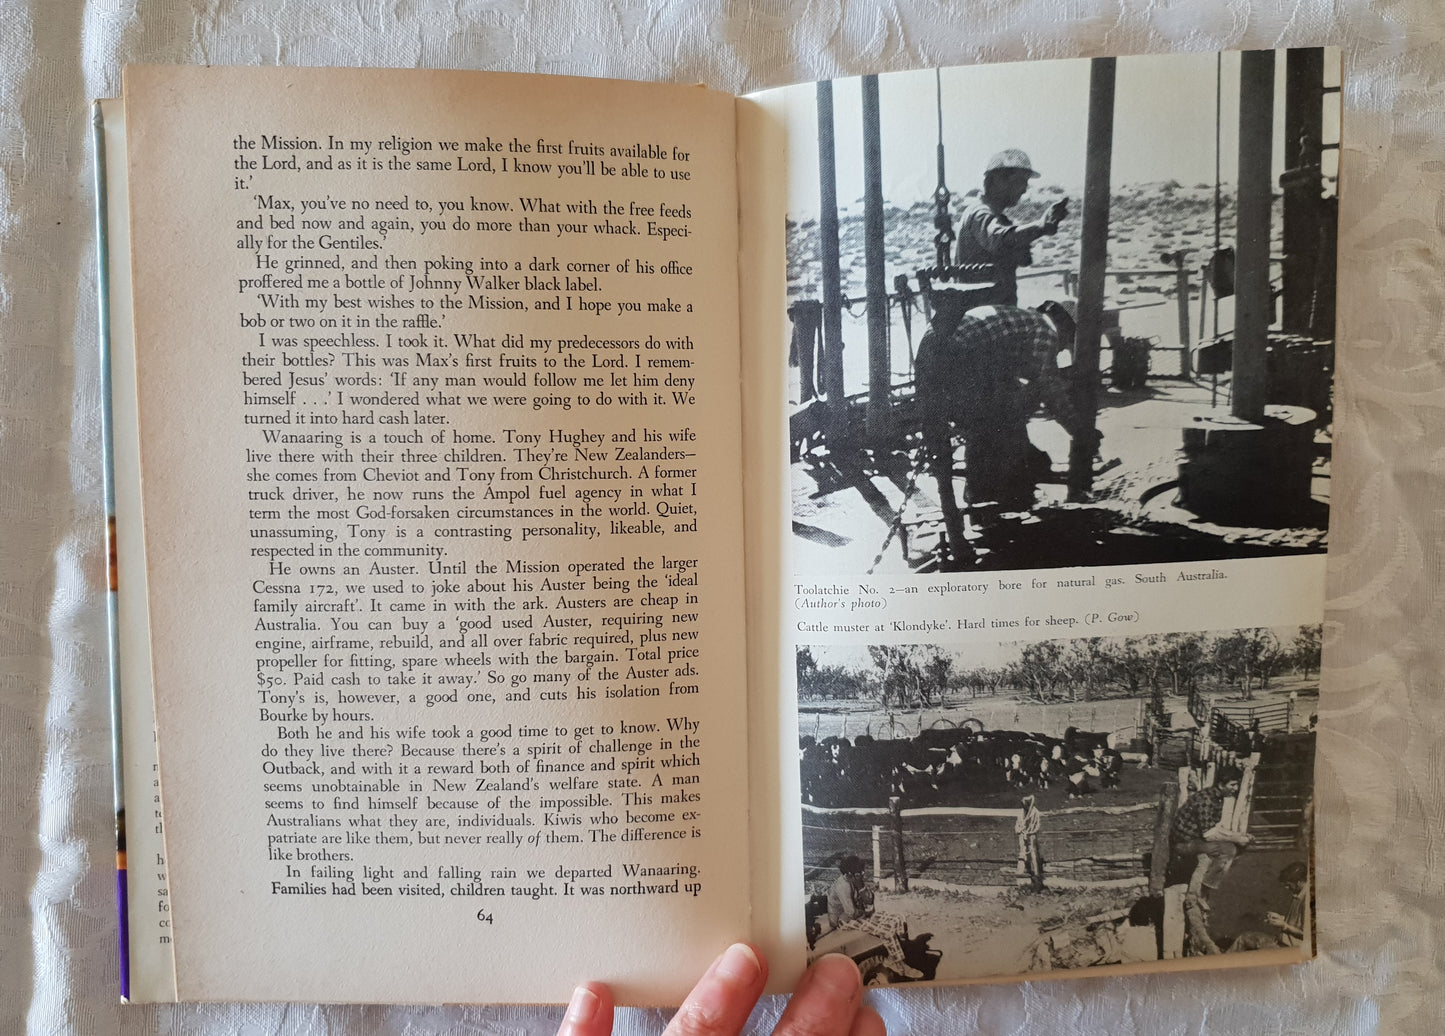 the Mission. In my religion we make the first fruits available for
the Lord, and as it is the same Lord, I know you'll be able to use
it.'
'Max, you've no need to, you know. What with the free feeds
and bed now and again, you do more than your whack. Especi-
ally for the Gentiles.'
He grinned, and then poking into a dark corner of his office
proffered me a bottle of Johnny Walker black label.
'With my best wishes to the Mission, and I hope you make a
bob or two on it in the raffle.'
I was speechless. I took it. What did my predecessors do with
their bottles? This was Max's first fruits to the Lord. I remem-
bered Jesus' words: 'If any man would follow me let him deny
himself . . .' I wondered what we were going to do with it. We
turned it into hard cash later.
Wanaaring is a touch of home. Tony Hughey and his wife
live there with their three children. They're New Zealanders—
she comes from Cheviot and Tony from Christchurch. A former
truck driver, he now runs the Ampol fuel agency in what I
term the most God-forsaken circumstances in the world. Quiet,
unassuming, Tony is a contrasting personality, likeable, and
respected in the community.
He owns an Auster. Until the Mission operated the larger
Cessna 172, we used to joke about his Auster being the 'ideal
family aircraft'. It came in with the ark. Austers are cheap in
Australia. You can buy a 'good used Auster, requiring new
engine, airframe, rebuild, and all over fabric required, plus new
propeller for fitting, spare wheels with the bargain. Total price
$50. Paid cash to take it away.' So go many of the Auster ads.
Tony's is, however, a good one, and cuts his isolation from
Bourke by hours.
Both he and his wife took a good time to get to know. Why
do they live there? Because there's a spirit of challenge in the
Outback, and with it a reward both of finance and spirit which
seems unobtainable in New Zealand's welfare state. A man
seems to find himself because of the impossible. This makes
Australians what they are, individuals. Kiwis who become ex-
patriate are like them, but never really of them. The difference is
like brothers.
In failing light and falling rain we departed Wanaaring.
Families had been visited, children taught. It was northward up
64
Toolatchie No. 2—an exploratory bore for natural gas. South Australia.
(Author's photo)
Cattle muster at 'Klondyke'. Hard times for sheep. (P. Gow)